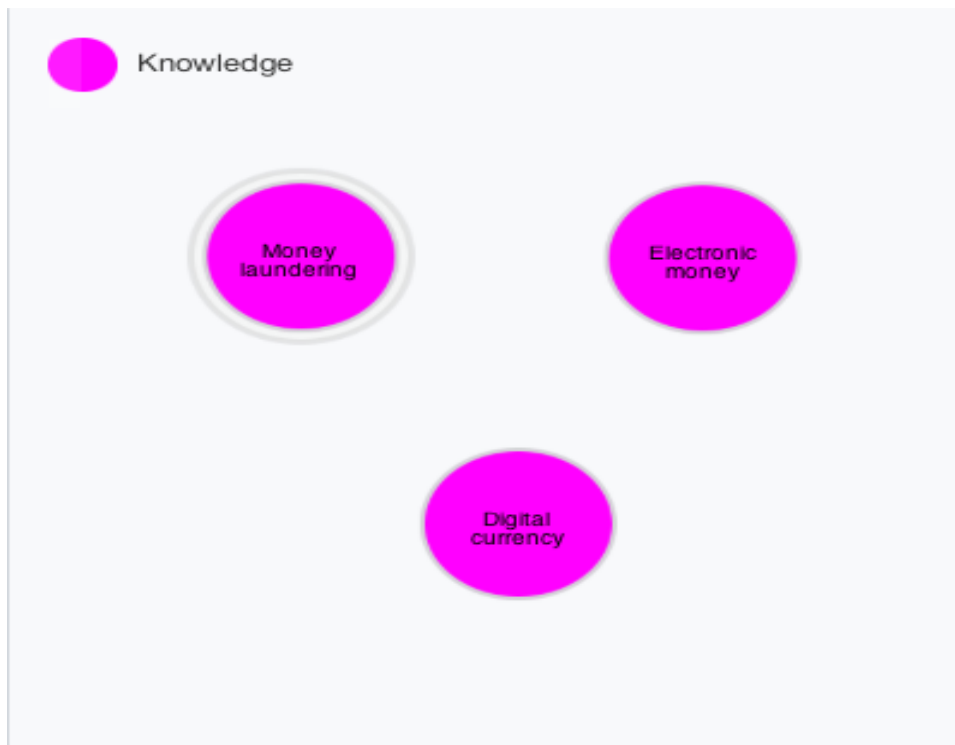 Knowledge
Money
laundering
Electronic
money
Digital
currency